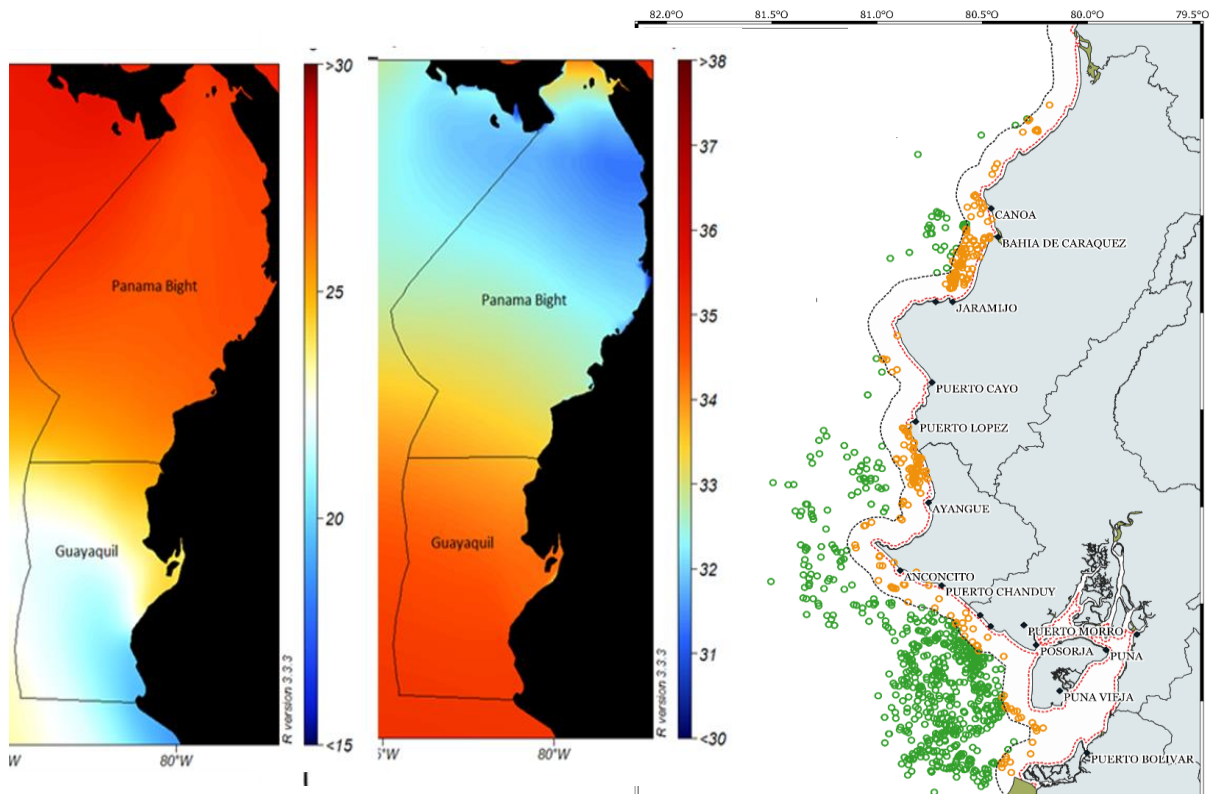 82.0°O 81.5°O 81.0°O 80.5°O 80.0°O 79.5°O
>30
25
20
<15
Panama Bight
Guayaquil
80°W
R version 3.3.3
>38
37
36
35
34
33
32
31
<30
Panama Bight
Guayaquil
5°W
80°W
R version 3.3.3
CANOA
BAHIA DE CARAQUEZ
JARAMIJO
PUERTO CAYO
PUERTO LOPEZ
AYANGUE
ANCONCITO
PUERTO CHANDUY
PUERTO MORRO
POSORJA
PUNA
PUNA VIEJA
PUERTO BOLIVAR